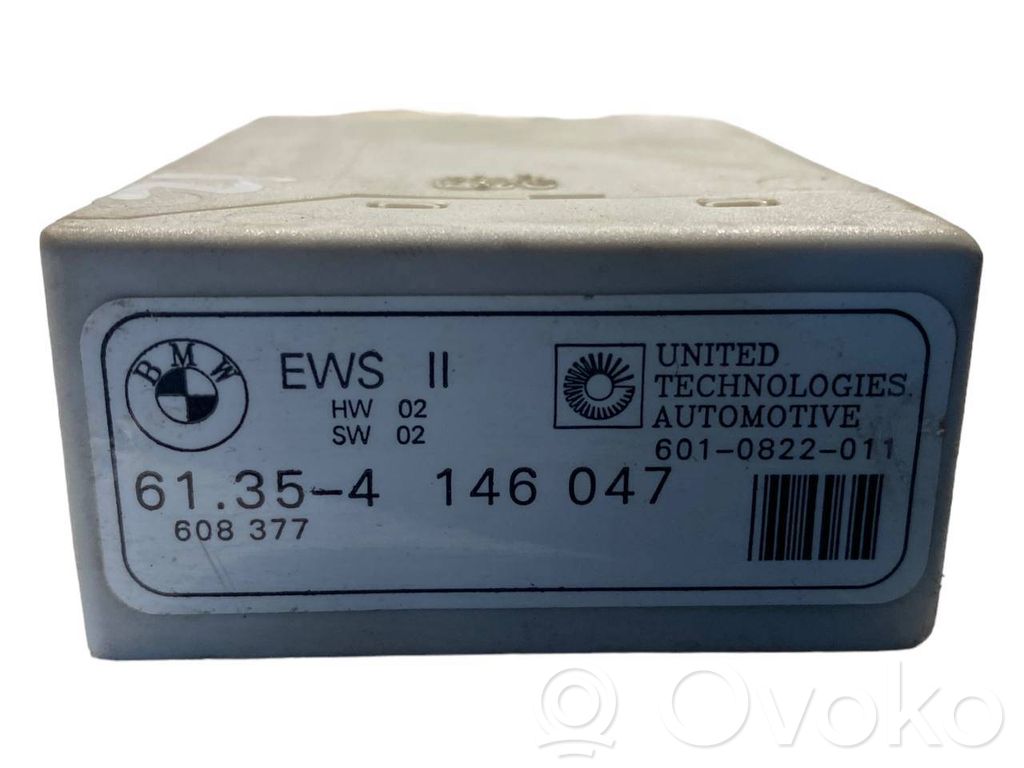 BMW
EWS II
HW 02
SW 02
61.35-4 146 047
608 377
UNITED
TECHNOLOGIES
AUTOMOTIVE
601-0822-011
Ovoko